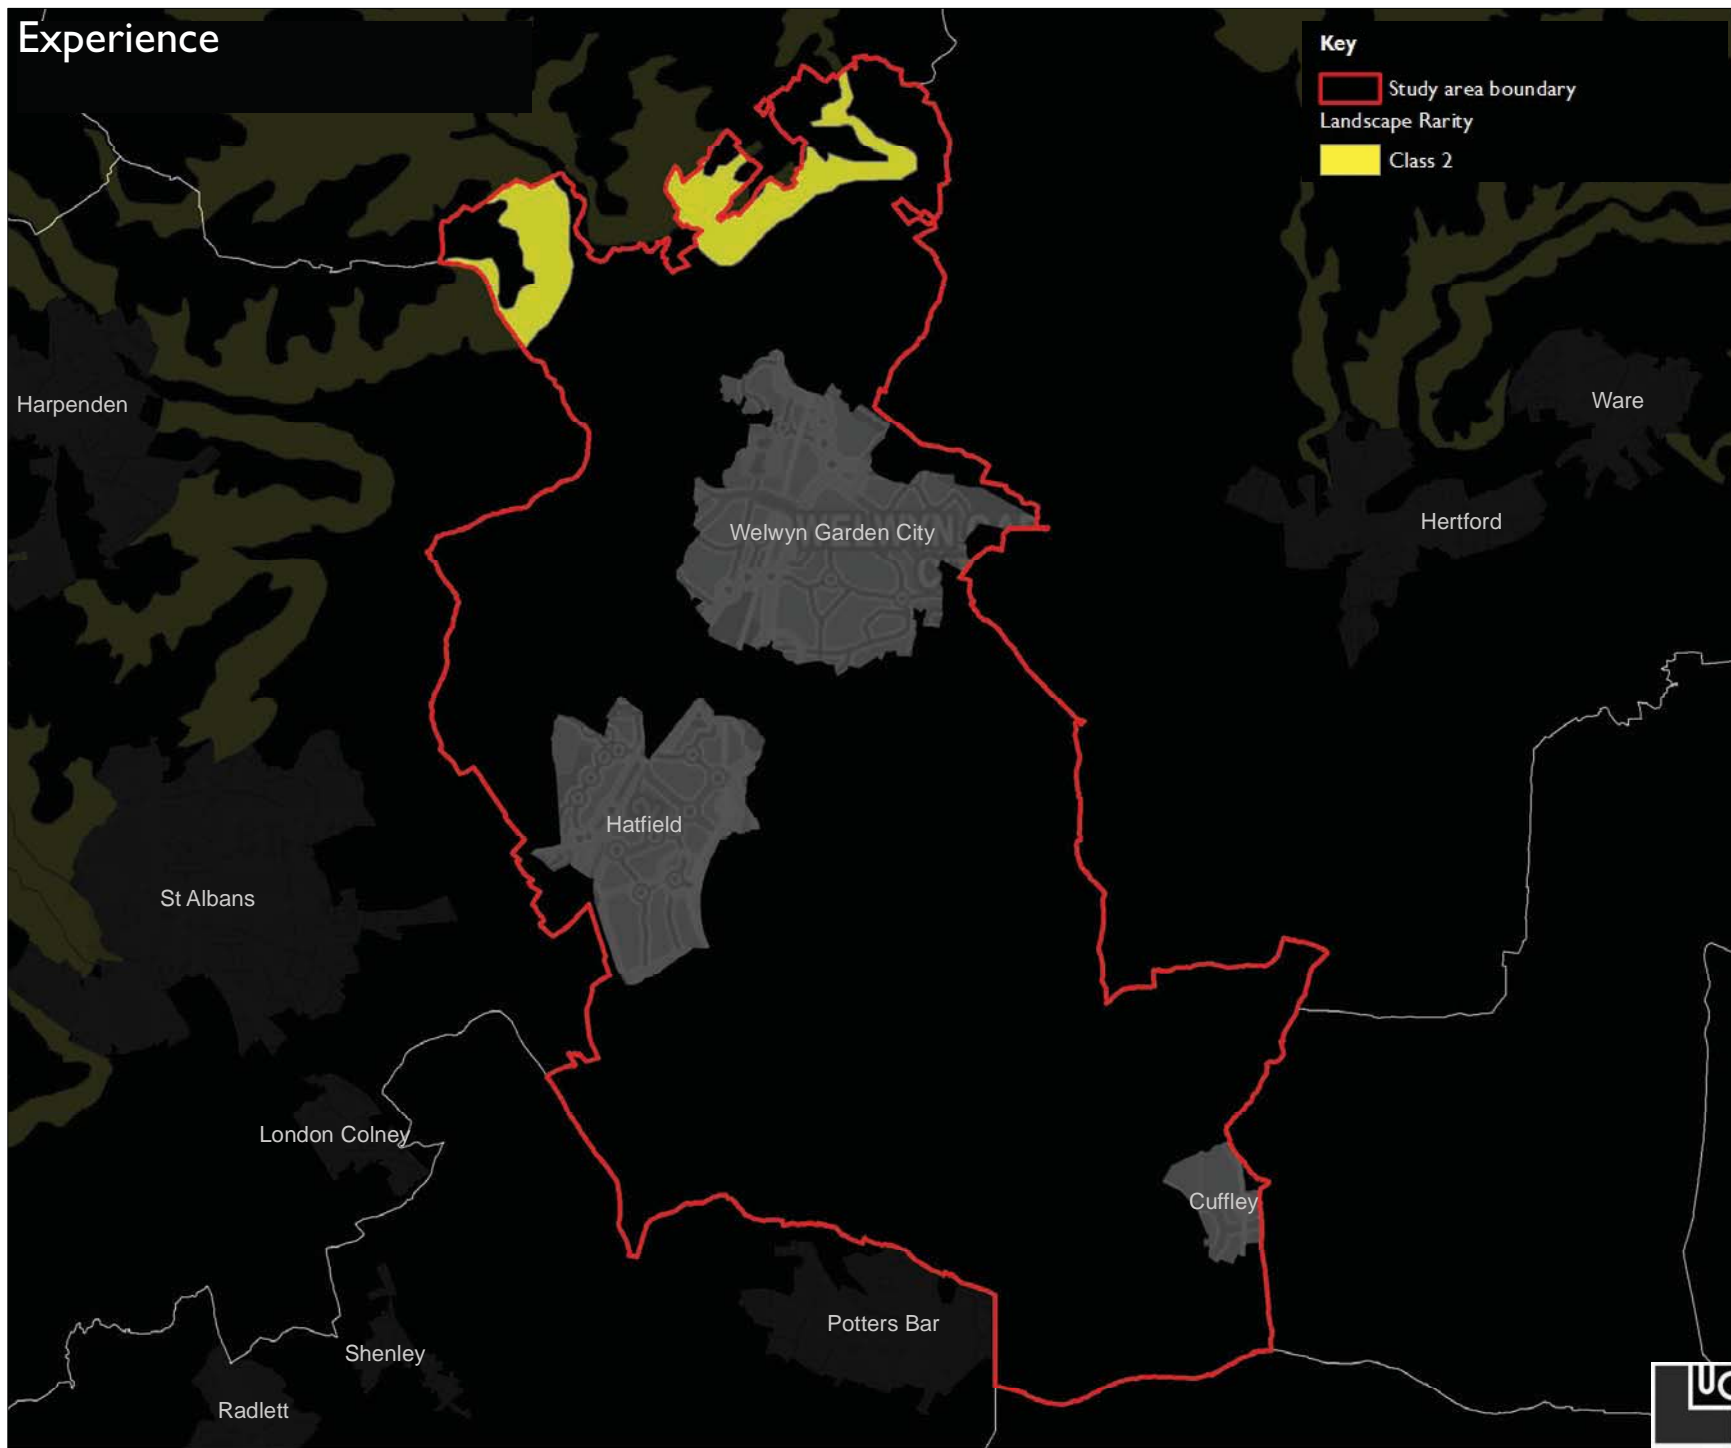 Experience
Key
Study area boundary
Landscape Rarity
Class 2
Harpenden
Ware
Welwyn Garden City
Hertford
Hatfield
St Albans
London Colney
Cuffley
Potters Bar
Shenley
Radlett